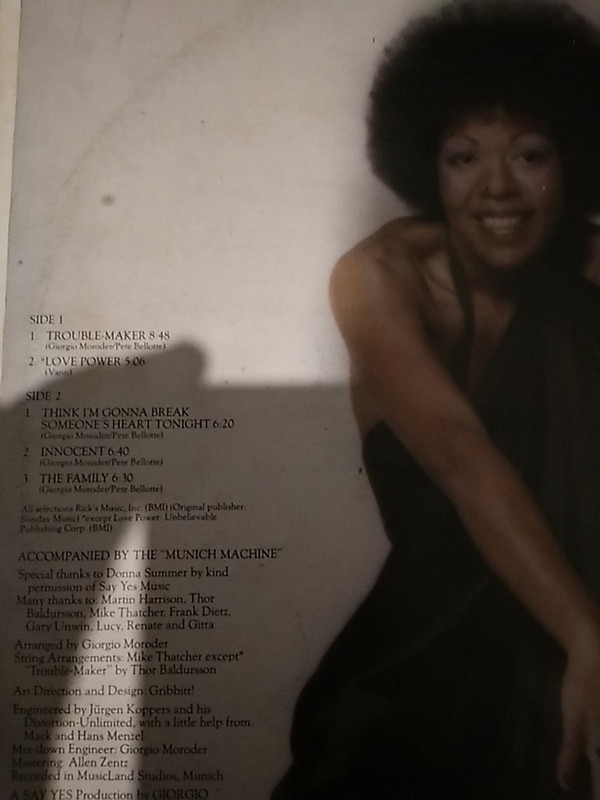 SIDE 1
1. TROUBLE-MAKER 8:48
(Giorgio Moroder/Pete Bellotte)
2. *LOVE POWER 5:06
(Vann)
SIDE 2
1. THINK I'M GONNA BREAK
SOMEONE'S HEART TONIGHT 6:20
(Giorgio Moroder/Pete Bellotte)
2. INNOCENT 6:40
(Giorgio Moroder/Pete Bellotte)
3. THE FAMILY 6:30
(Giorgio Moroder/Pete Bellotte)
All selections Rick's Music, Inc. (BMI) (Original publisher:
Sunday Music) *except Love Power: Unbelievable
Publishing Corp. (BMI)
ACCOMPANIED BY THE "MUNICH MACHINE"
Special thanks to Donna Summer by kind
permission of Say Yes Music
Many thanks to: Martin Harrison, Thor
Baldursson, Mike Thatcher, Frank Dietz,
Gary Unwin, Lucy, Renate and Gitta.
Arranged by Giorgio Moroder
String Arrangements: Mike Thatcher except*
"Trouble-Maker" by Thor Baldursson
Art Direction and Design: Gribbitt!
Engineered by Jürgen Koppers and his
Distortion-Unlimited, with a little help from
Mack and Hans Menzel
Mix-down Engineer: Giorgio Moroder
Mastering: Allen Zentz
Recorded in MusicLand Studios, Munich
A SAY YES Production by GIORGIO